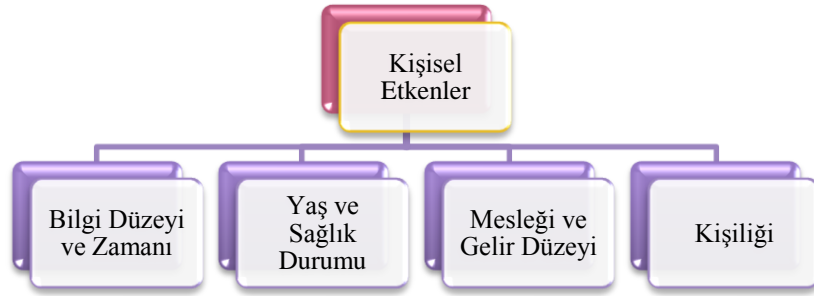 Kişisel
Etkenler
Bilgi Düzeyi
ve Zamanı
Yaş ve
Sağlık
Durumu
Mesleği ve
Gelir Düzeyi
Kişiliği